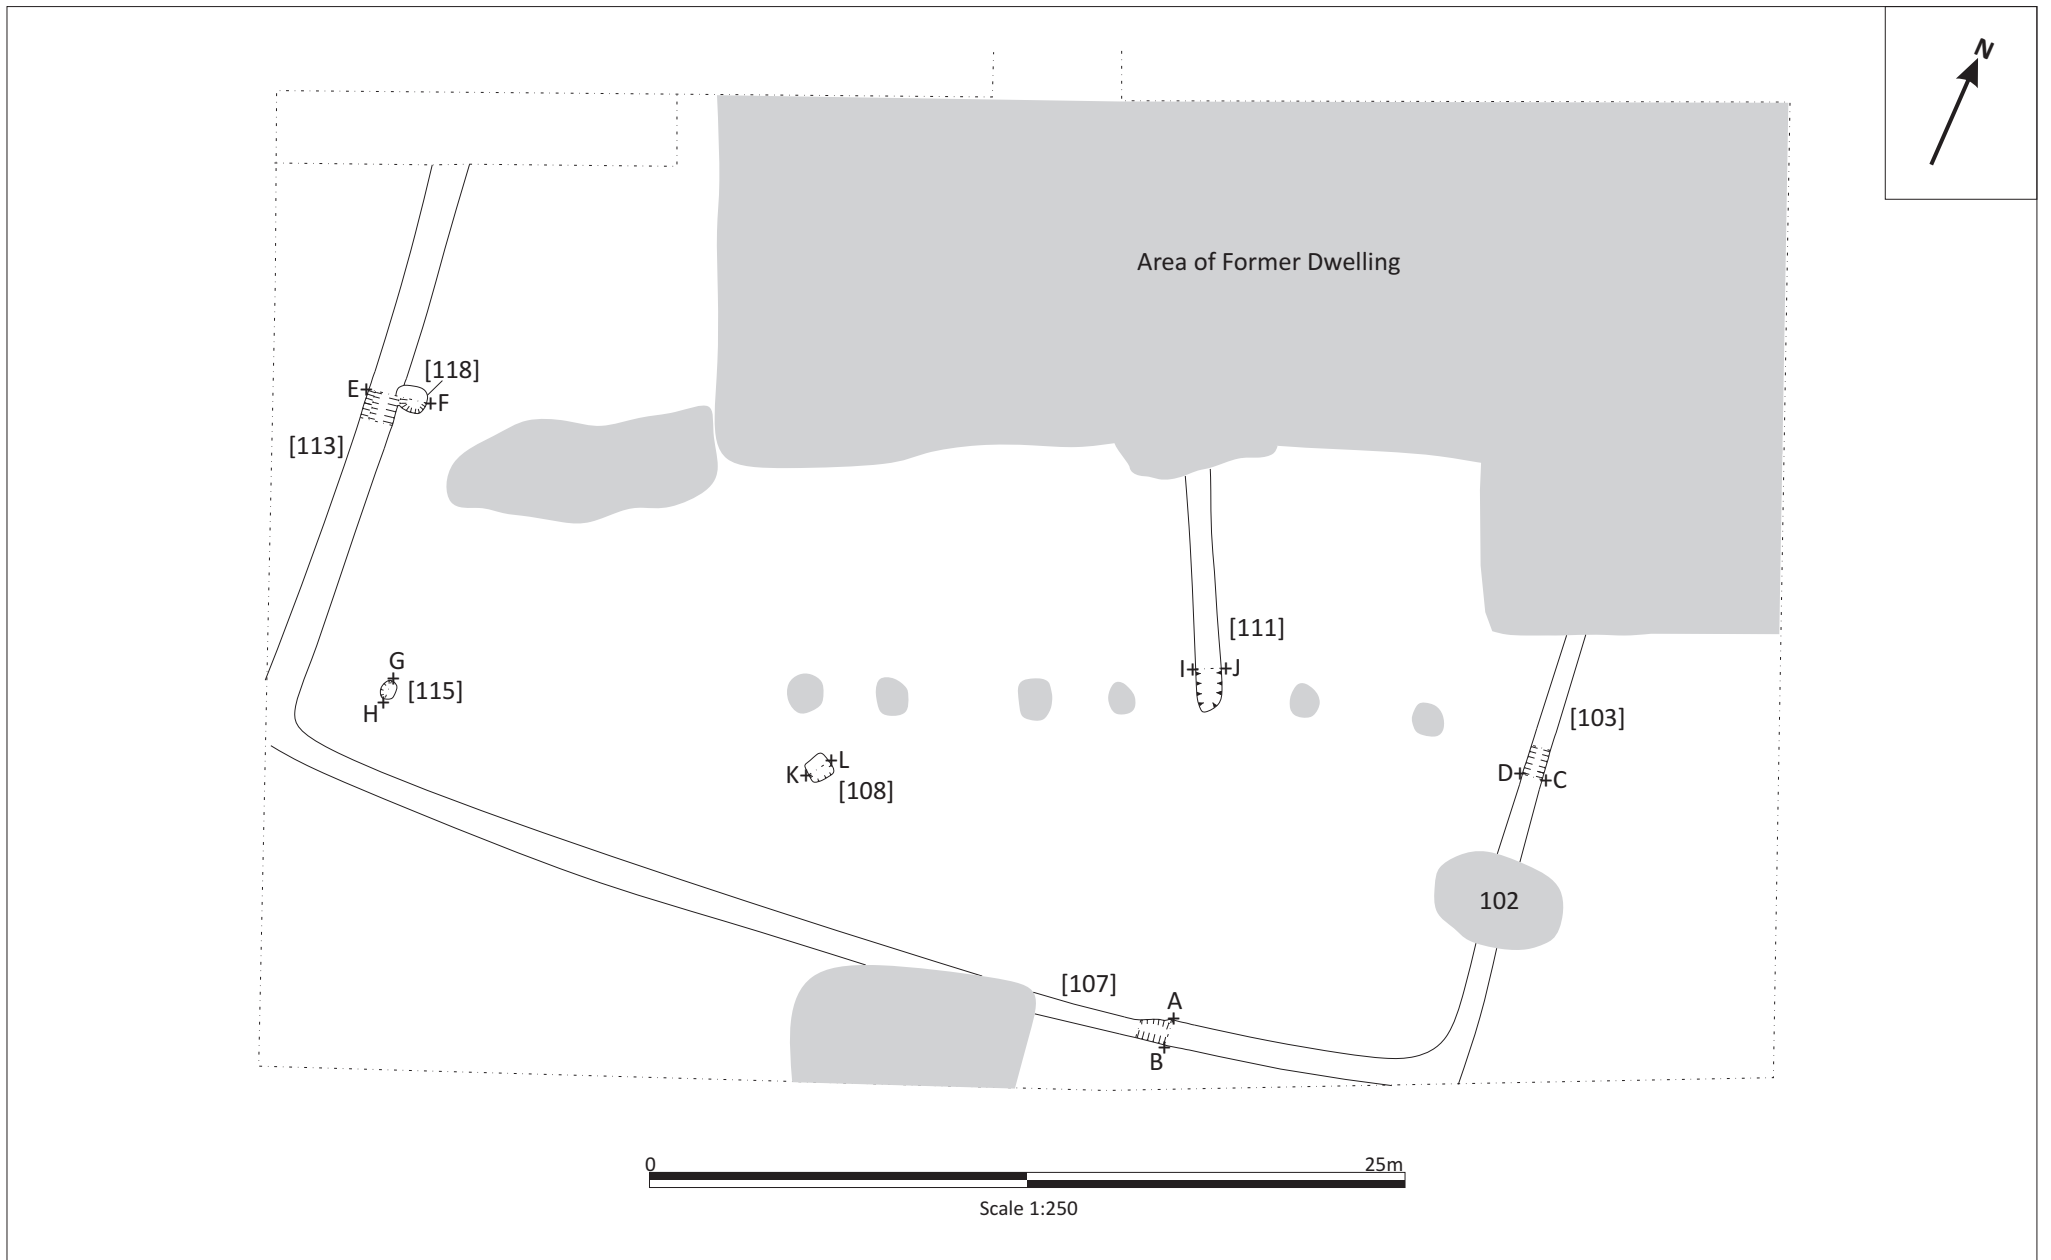 N
Area of Former Dwelling
[118]
E
F
[113]
[111]
G
I
J
[115]
H
[103]
L
K
D
C
[108]
102
[107]
A
B
0
25m
Scale 1:250